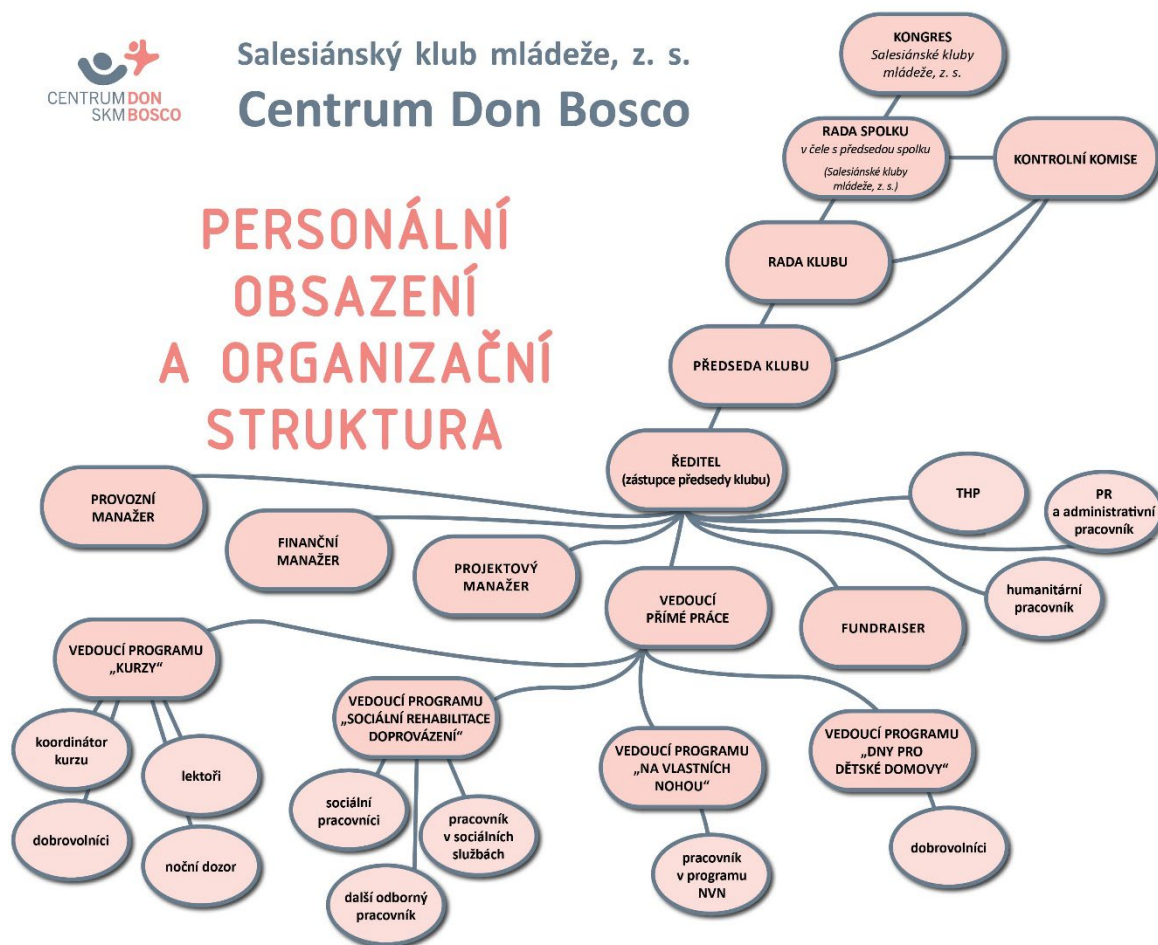 CENTRUM DON
SKM BOSCO
Salesiánský klub mládeže, z. s.
Centrum Don Bosco
PERSONÁLNÍ
OBSAZENÍ
A ORGANIZAČNÍ
STRUKTURA
KONGRES
Salesiánské kluby
mládeže, z. s.
RADA SPOLKU
v čele s předsedou spolku
(Salesiánské kluby
mládeže, z. s.)
KONTROLNÍ KOMISE
RADA KLUBU
PŘEDSEDA KLUBU
ŘEDITEL
(zástupce předsedy klubu)
PROVOZNÍ
MANAŽER
FINANČNÍ
MANAŽER
PROJEKTOVÝ
MANAŽER
VEDOUCÍ
PŘÍMÉ PRÁCE
FUNDRAISER
THP
PR
a administrativní
pracovník
humanitární
pracovník
VEDOUCÍ PROGRAMU
„KURZY“
koordinátor
kurzu
lektoři
dobrovolníci
noční dozor
VEDOUCÍ PROGRAMU
„SOCIÁLNÍ REHABILITACE
DOPROVÁZENÍ“
sociální
pracovníci
pracovník
v sociálních
službách
další odborný
pracovník
VEDOUCÍ PROGRAMU
„NA VLASTNÍCH
NOHOU“
pracovník
v programu
NVN
VEDOUCÍ PROGRAMU
„DNY PRO
DĚTSKÉ DOMOVY“
dobrovolníci